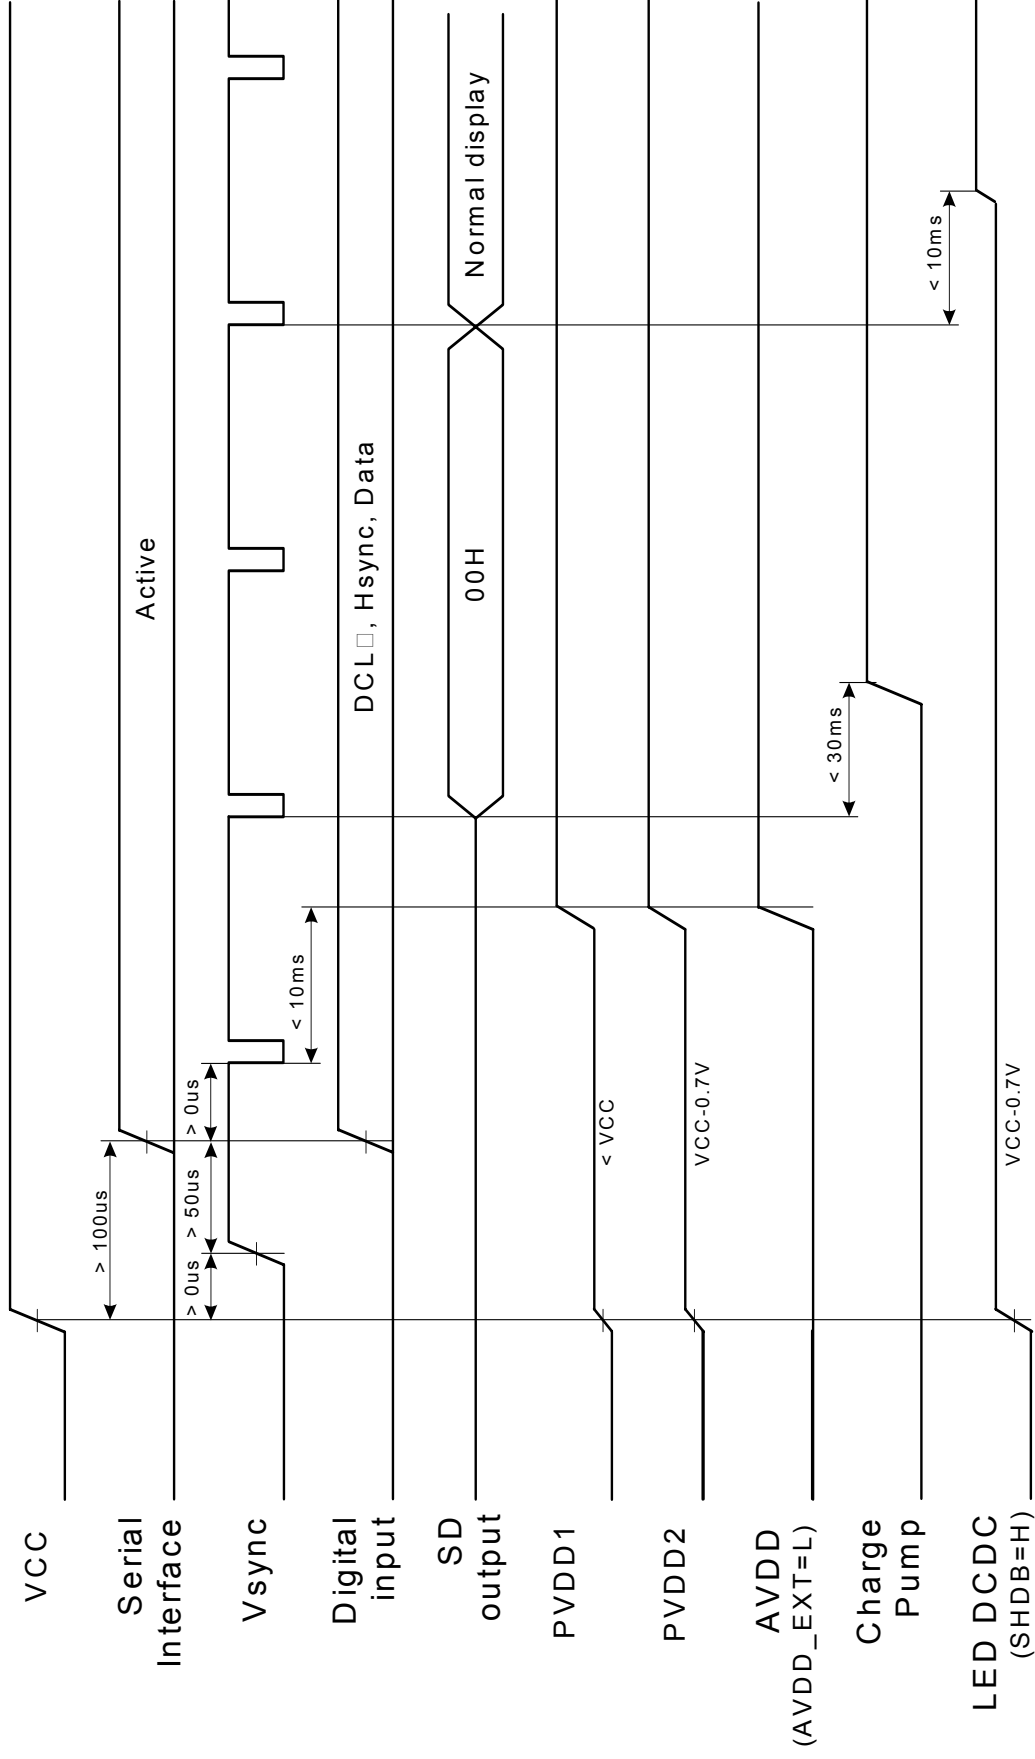 VCC
> 100us
Serial
Interface
Active
> 0us
> 50us
> 0us
Vsync
< 10ms
Digital
input
DCL□, Hsync, Data
SD
output
00H
Normal display
PVDD1
< VCC
PVDD2
VCC-0.7V
AVDD
(AVDD_EXT=L)
< 30ms
Charge
Pump
< 10ms
LED DCDC
(SHDB=H)
VCC-0.7V